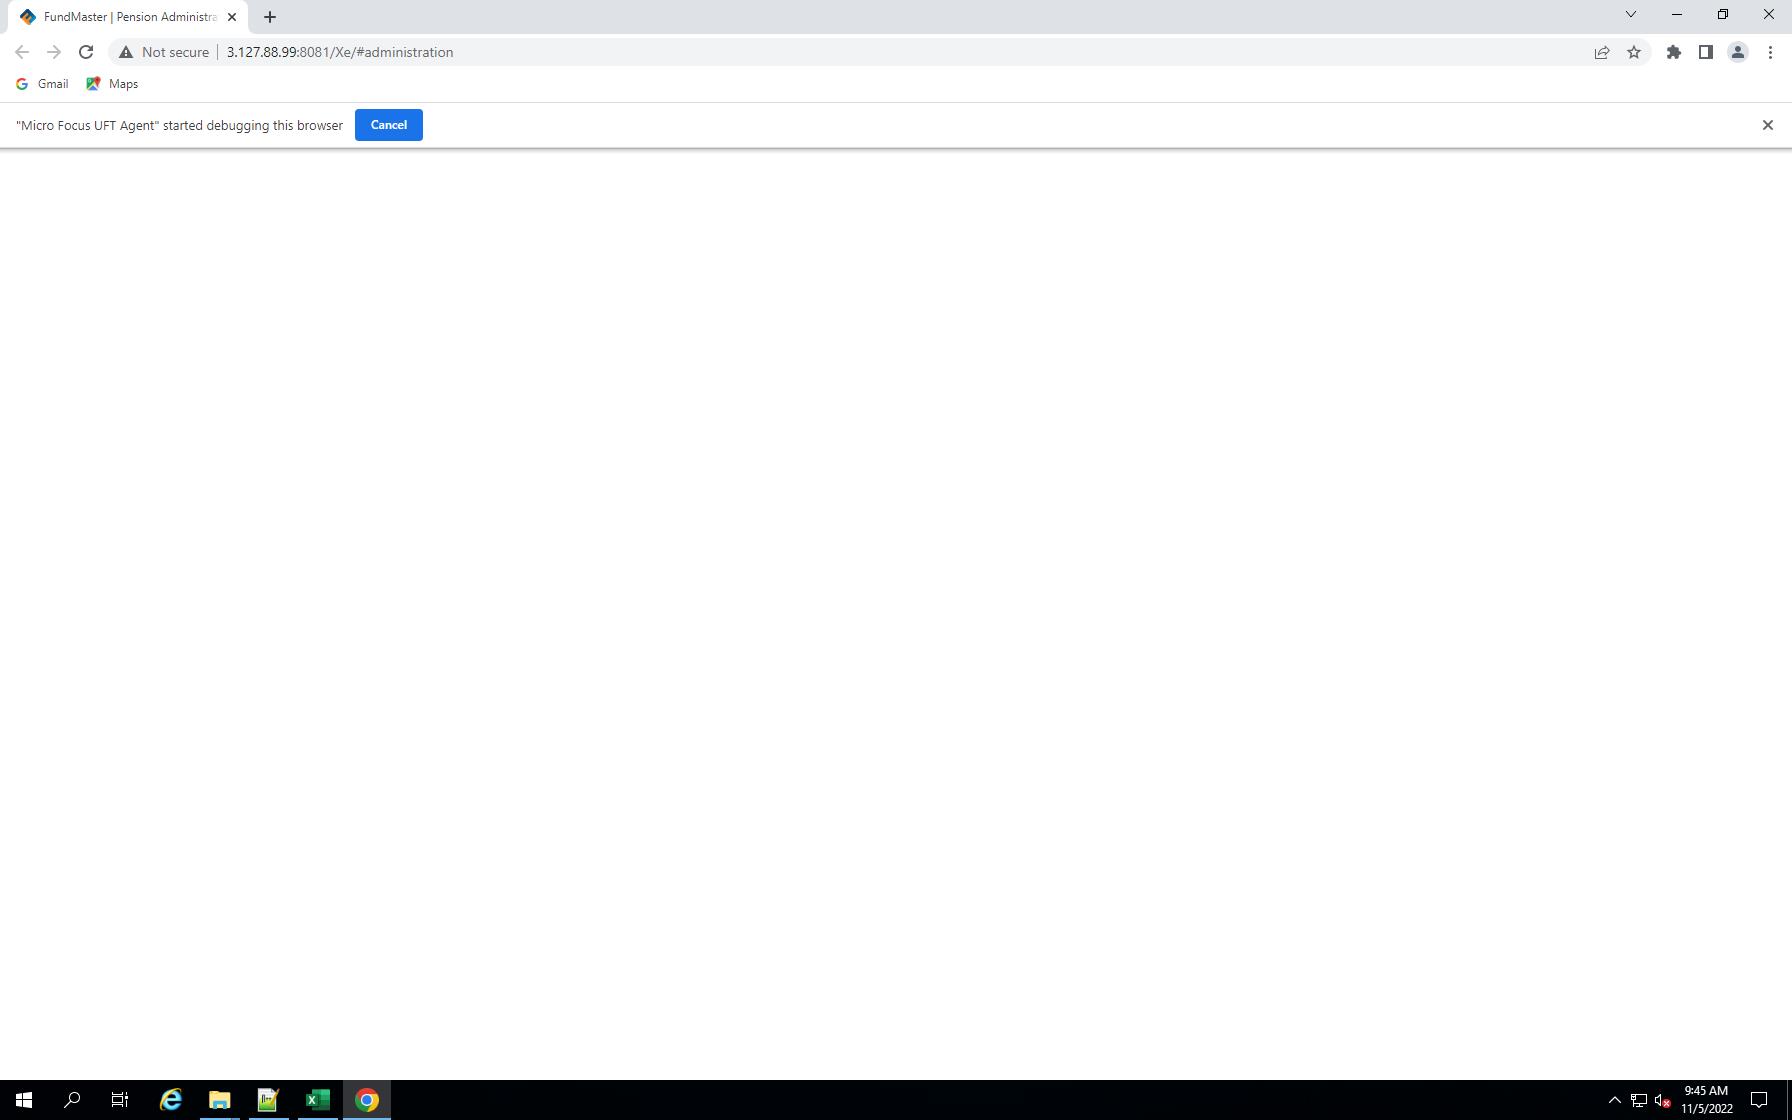 FundMaster | Pension Administra
Not secure
3.127.88.99:8081/Xe/#administration
Gmail
Maps
"Micro Focus UFT Agent" started debugging this browser
Cancel
9:45 AM
11/5/2022